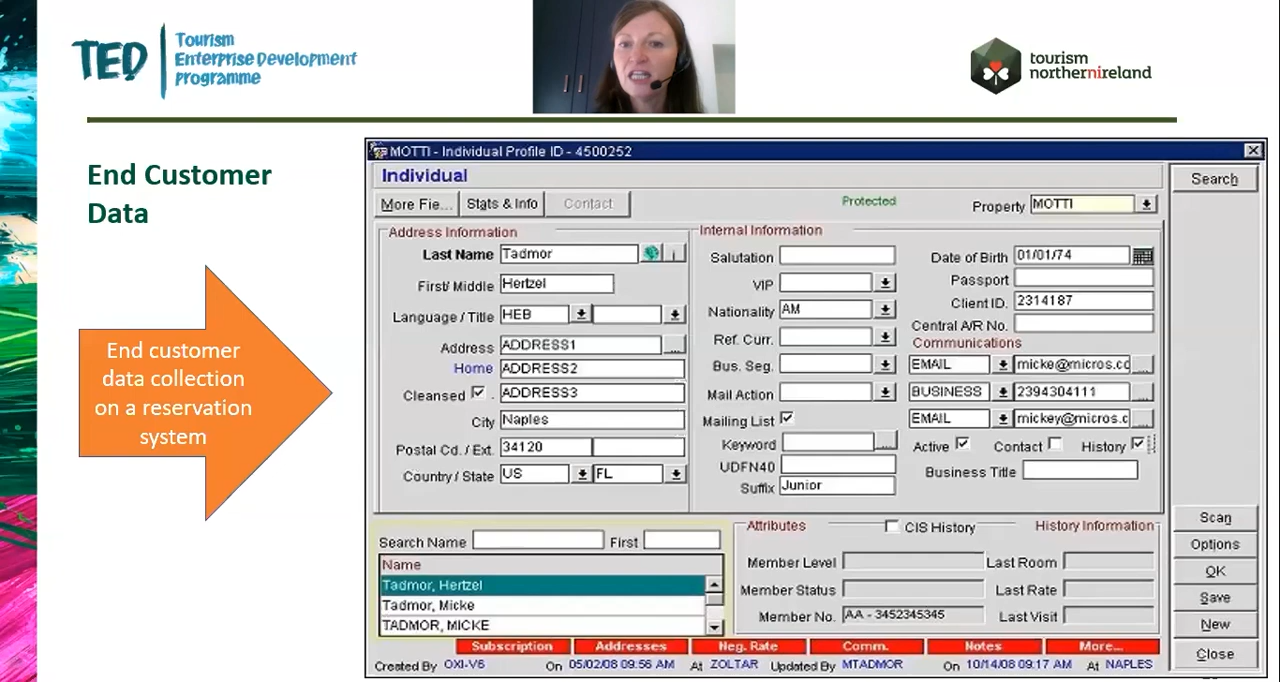 TED
Tourism
Enterprise Development
programme
tourism
northernireland
End Customer
Data
End customer
data collection
on a reservation
system
MOTTI - Individual Profile ID - 4500252
Individual
Search
More Fie... Stats & Info Contact
Protected
Property MOTTI
Address Information
Last Name Tadmor
First/ Middle Hertzel
Language / Title HEB
Address ADDRESS1
Home ADDRESS2
Cleansed ADDRESS3
City Naples
Postal Cd. / Ext. 34120
Country / State US FL
Internal Information
Salutation
VIP
Nationality AM
Ref. Curr.
Bus. Seg.
Mail Action
Mailing List
Keyword
UDFN40
Suffix Junior
Date of Birth 01/01/74
Passport
Client ID. 2314187
Central A/R No.
Communications
EMAIL micke@micros.cc
BUSINESS 2394304111
EMAIL mickey@micros.c
Active Contact History
Business Title
Search Name First
Name
Tadmor, Hertzel
Tadmor, Micke
TADMOR, MICKE
Attributes CIS History History Information
Member Level Last Room
Member Status Last Rate
Member No. AA - 3452345345 Last Visit
Scan
Options
OK
Save
New
Close
Subscription Addresses Neg. Rate Comm. Notes More...
Created By OXI-V6 On 05/02/08 09:56 AM At ZOLTAR Updated By MTADMOR On 10/14/08 09:17 AM At NAPLES